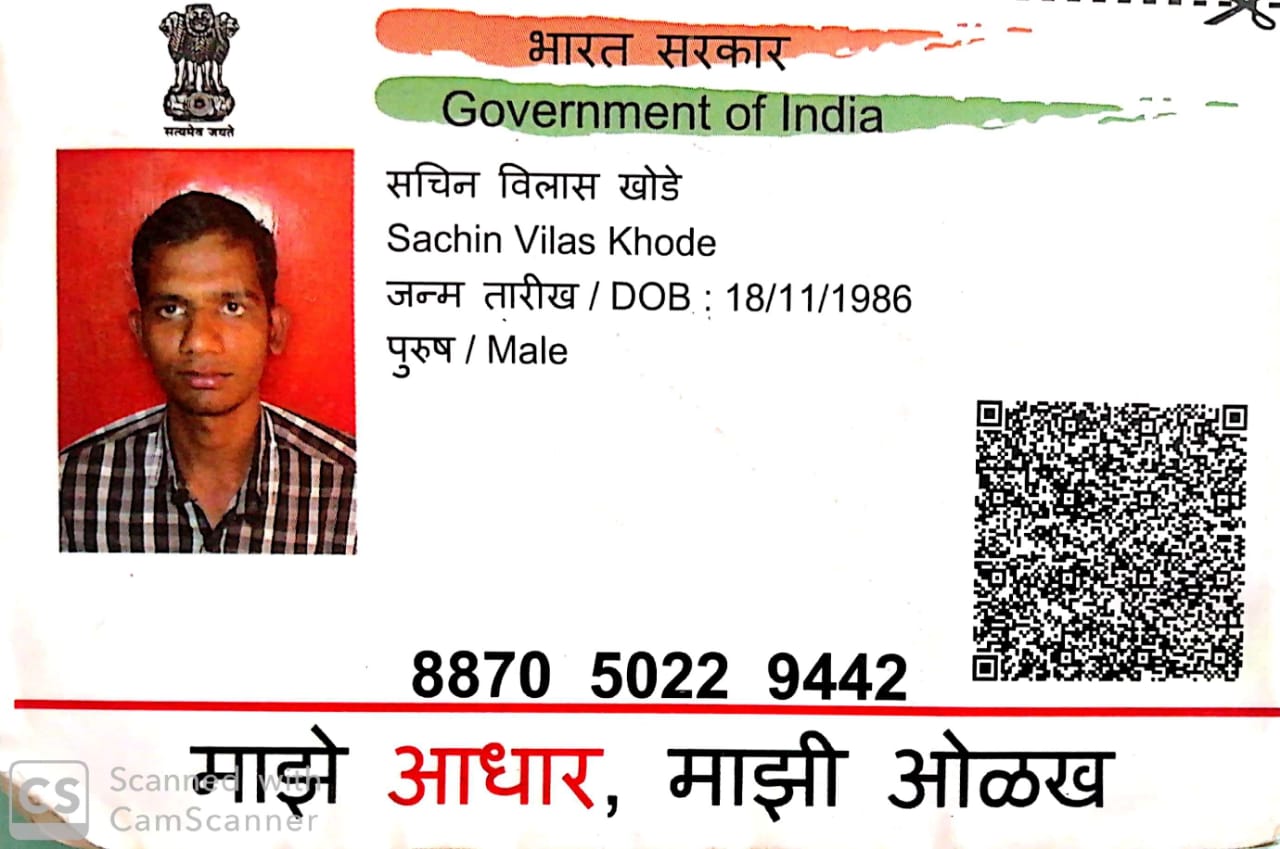 सत्यमेव जयते
भारत सरकार
Government of India
सचिन विलास खोडे
Sachin Vilas Khode
जन्म तारीख / DOB : 18/11/1986
पुरुष / Male
8870 5022 9442
माझे आधार, माझी ओळख
CS Scanned with
CamScanner